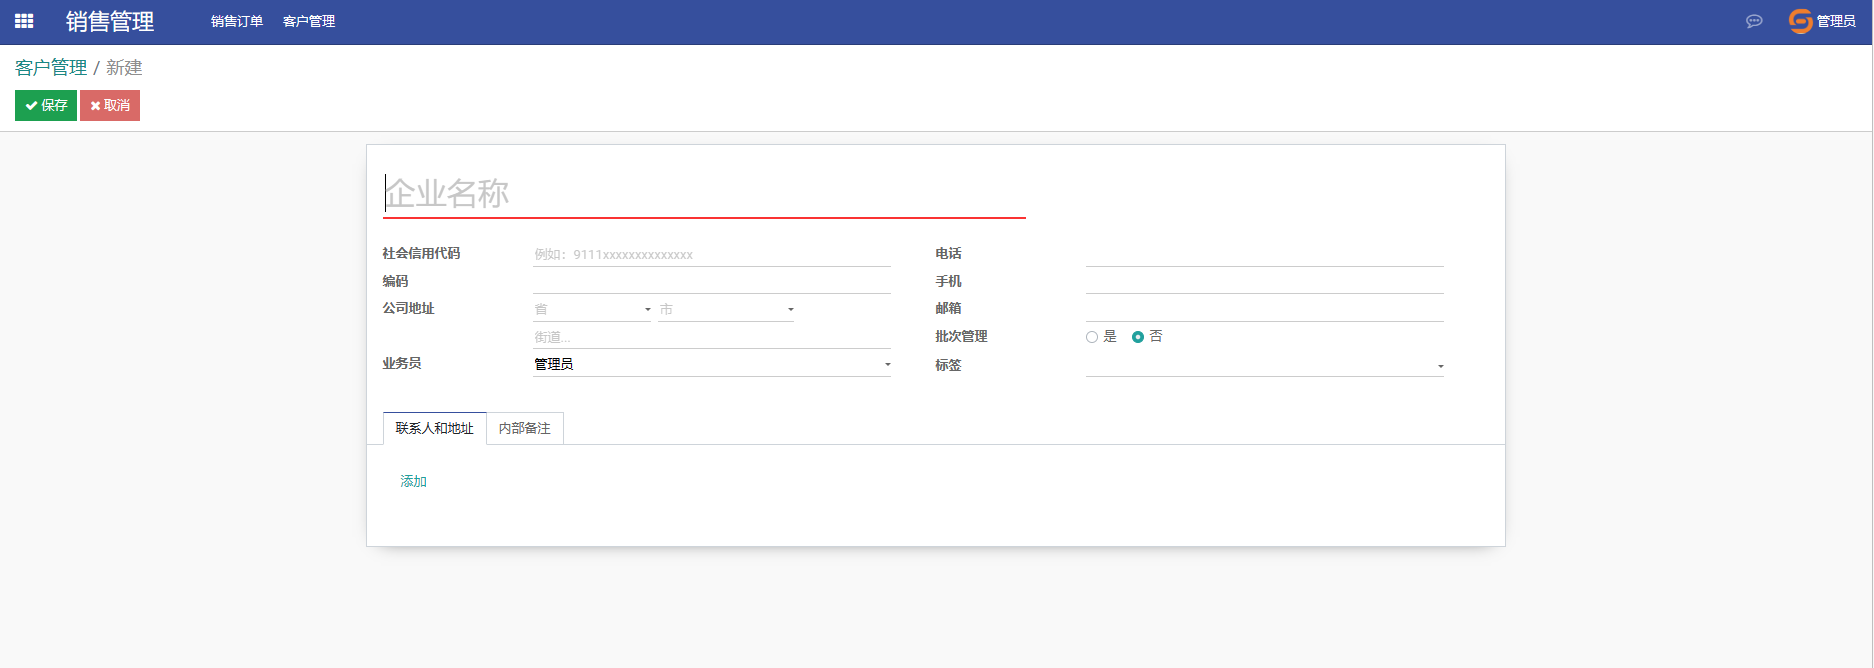 销售管理 销售订单 客户管理 管理员
客户管理 / 新建
保存 取消
企业名称
社会信用代码 例如：9111xxxxxxxxxxxxxx 电话
编码 手机
公司地址 省 市 邮箱
街道... 批次管理 是 否
业务员 管理员 标签
联系人和地址 内部备注
添加